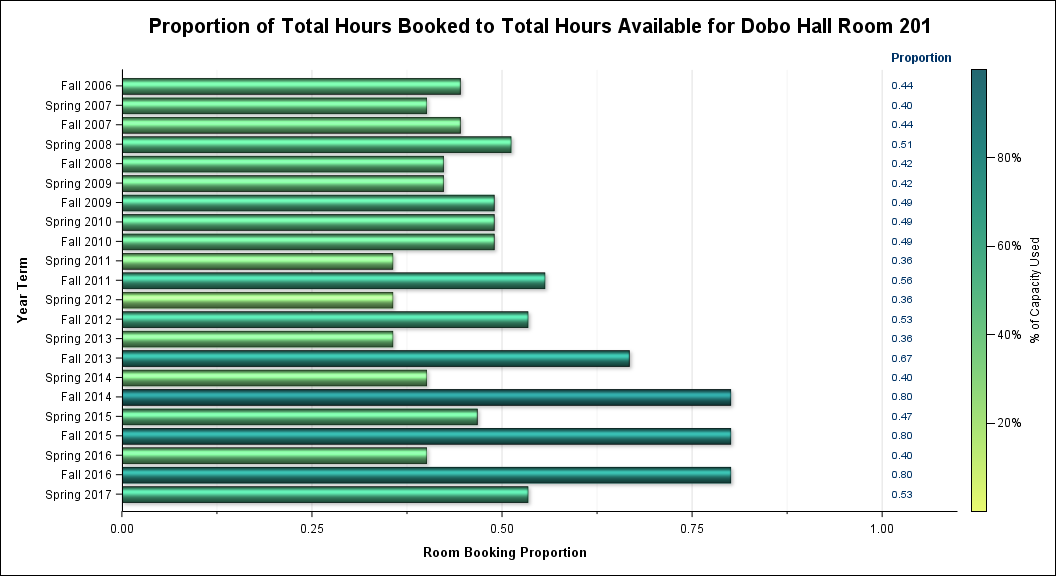 Proportion of Total Hours Booked to Total Hours Available for Dobo Hall Room 201
Proportion
Fall 2006 0.44
Spring 2007 0.40
Fall 2007 0.44
Spring 2008 0.51
Fall 2008 0.42
Spring 2009 0.42
Fall 2009 0.49
Spring 2010 0.49
Fall 2010 0.49
Spring 2011 0.36
Fall 2011 0.56
Spring 2012 0.36
Fall 2012 0.53
Spring 2013 0.36
Fall 2013 0.67
Spring 2014 0.40
Fall 2014 0.80
Spring 2015 0.47
Fall 2015 0.80
Spring 2016 0.40
Fall 2016 0.80
Spring 2017 0.53
Year Term
80%
60%
40%
20%
% of Capacity Used
0.00 0.25 0.50 0.75 1.00
Room Booking Proportion